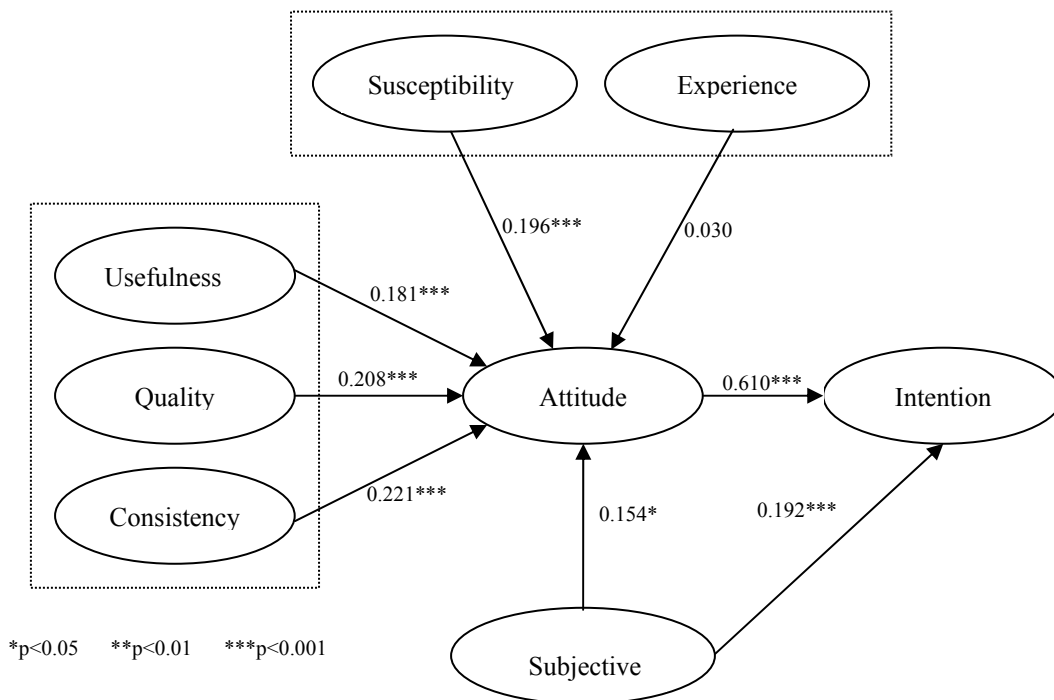 Susceptibility Experience
0.196*** 0.030
Usefulness
0.181***
Quality 0.208*** Attitude 0.610*** Intention
Consistency 0.221***
0.154* 0.192***
*p<0.05 **p<0.01 ***p<0.001
Subjective